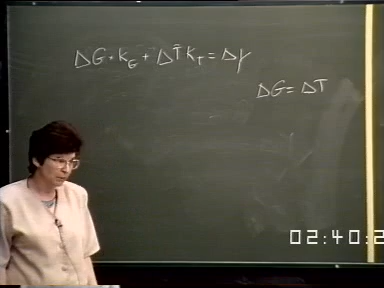 ΔG · k_G + ΔT̄ k_T = Δγ
ΔG = ΔT
02:40:2